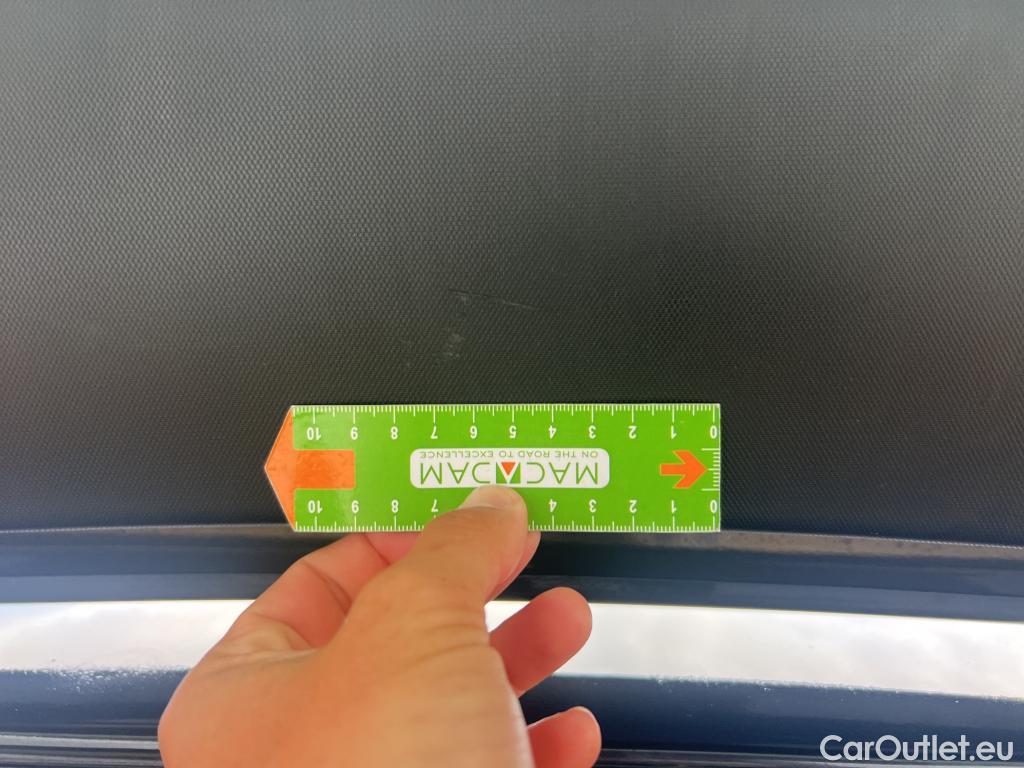 0 1 2 3 4 7 8 9 10
MACADAM
ON THE ROAD TO EXCELLENCE
0 1 2 3 4 5 6 7 8 9 10
CarOutlet.eu